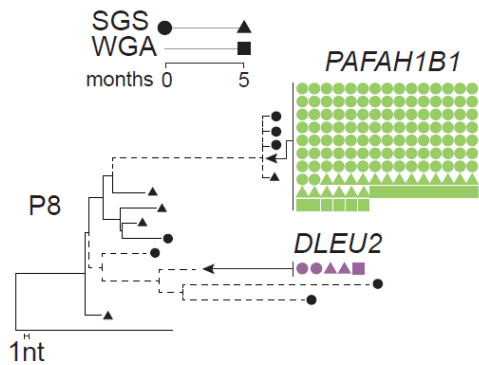 SGS
WGA
months 0 5
PAFAH1B1
P8
DLEU2
1nt